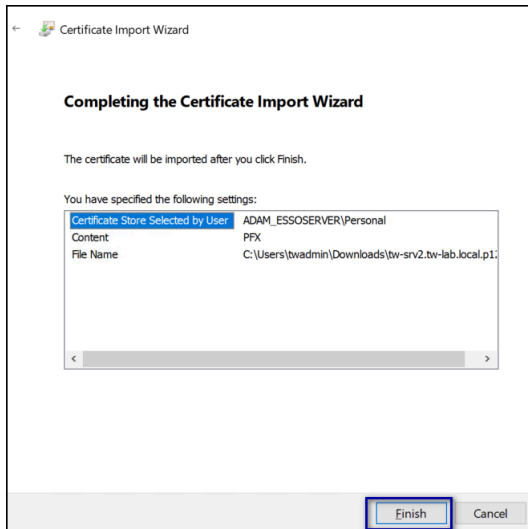 Certificate Import Wizard
Completing the Certificate Import Wizard
The certificate will be imported after you click Finish.
You have specified the following settings:
Certificate Store Selected by User ADAM_ESSOSERVER\Personal
Content PFX
File Name C:\Users\twadmin\Downloads\tw-srv2.tw-lab.local.p12
Finish Cancel